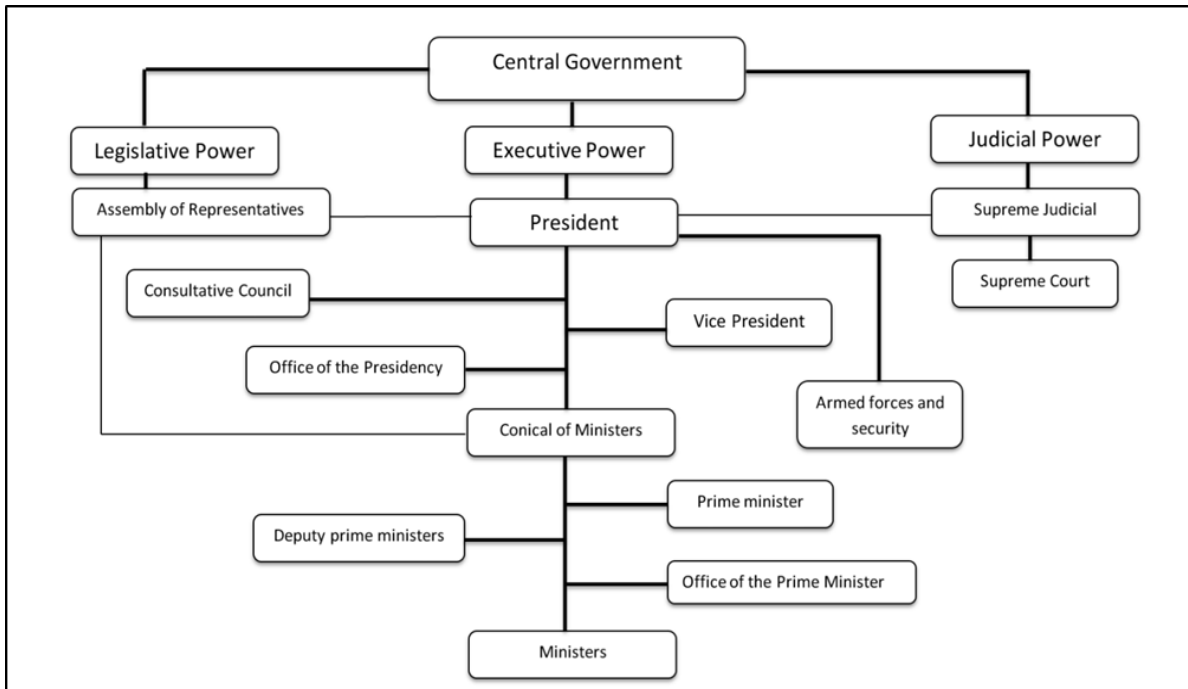 Central Government
Legislative Power
Executive Power
Judicial Power
Assembly of Representatives
President
Supreme Judicial
Consultative Council
Supreme Court
Vice President
Office of the Presidency
Armed forces and
security
Conical of Ministers
Prime minister
Deputy prime ministers
Office of the Prime Minister
Ministers